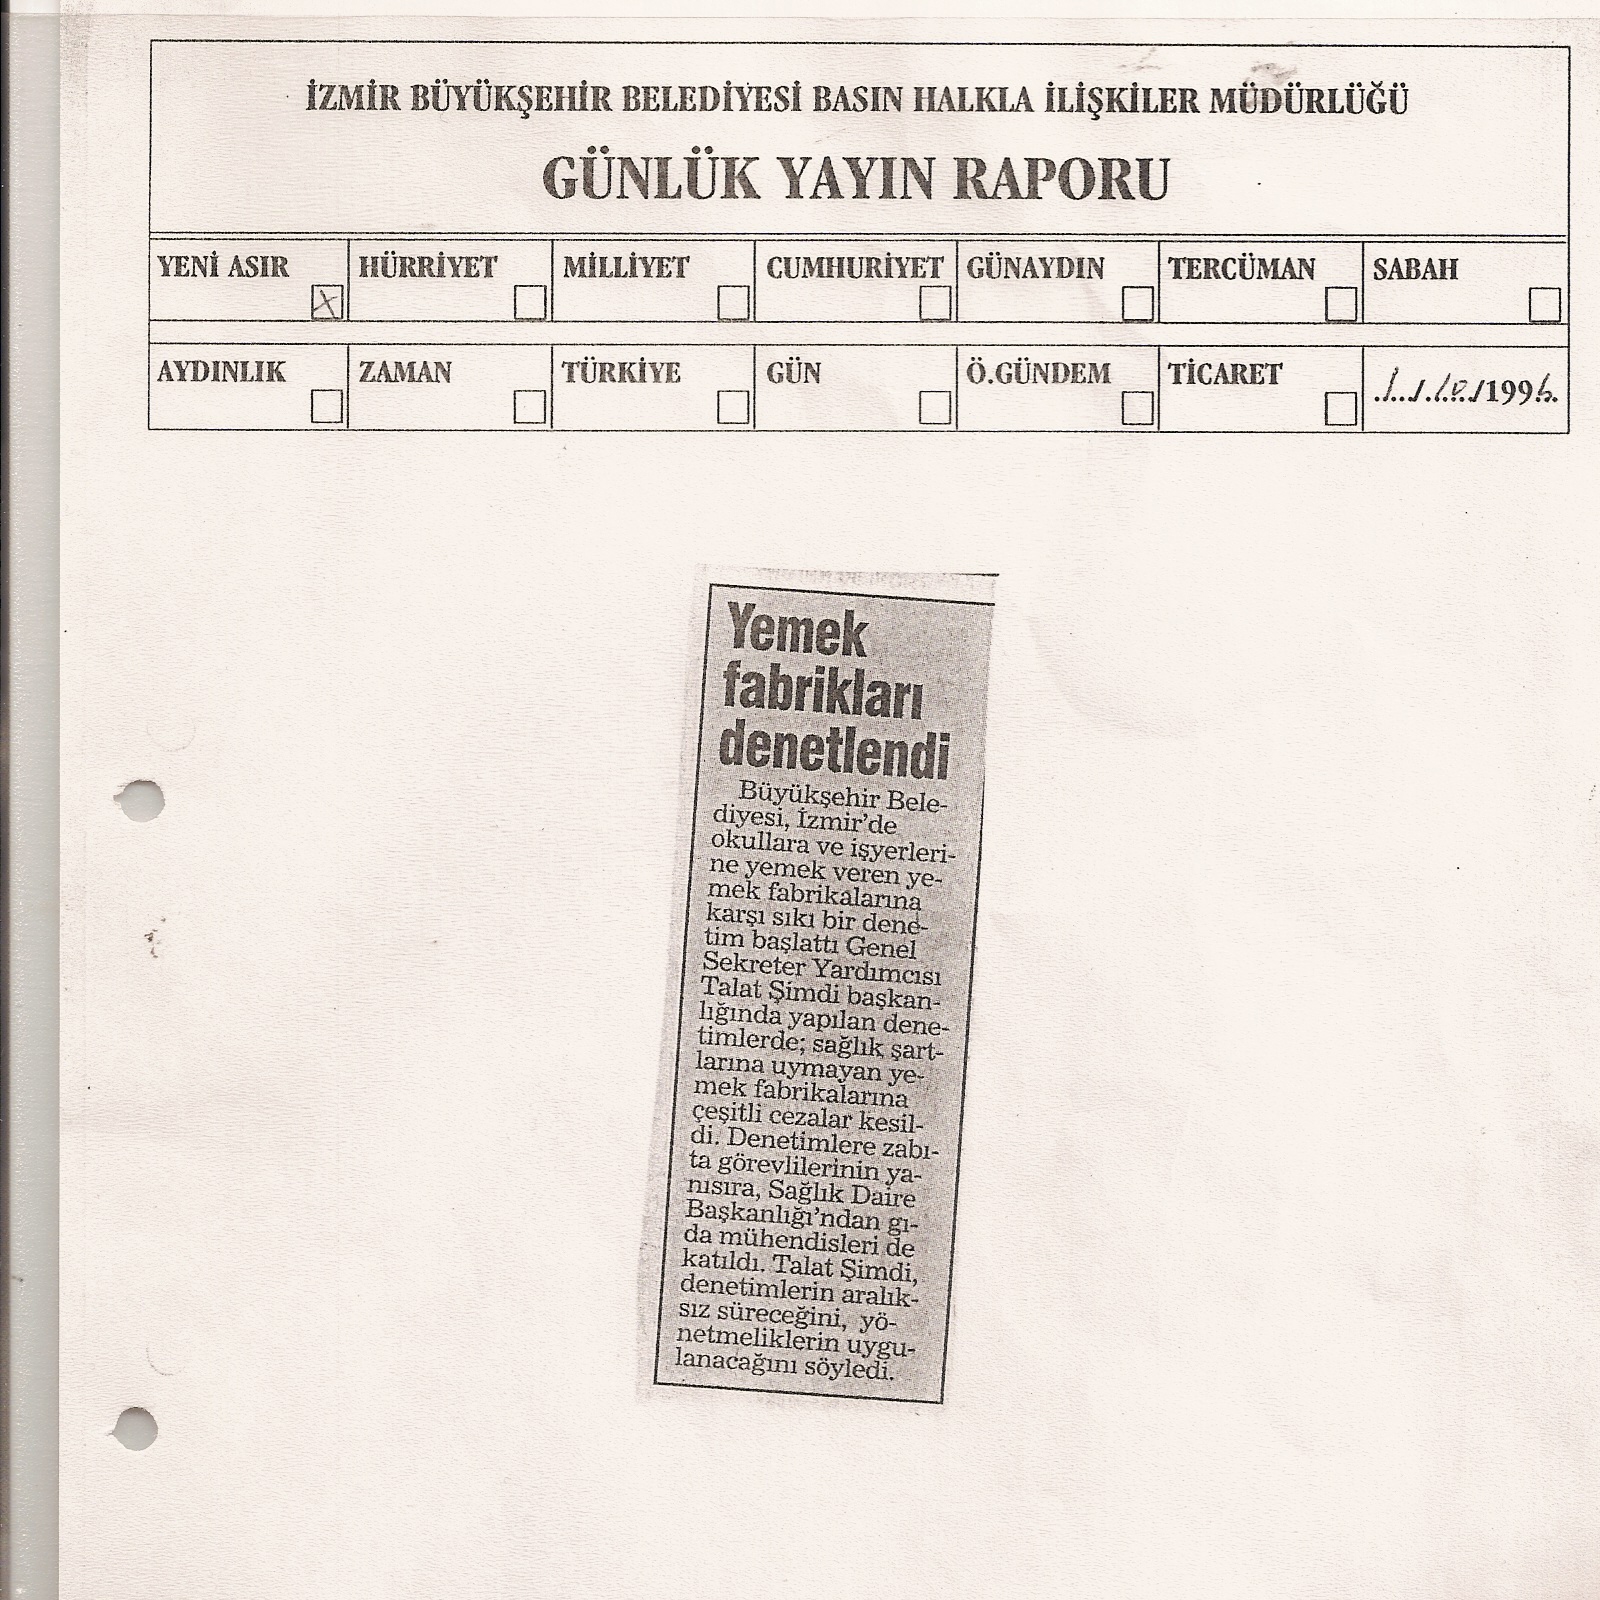 İZMİR BÜYÜKŞEHİR BELEDİYESİ BASIN HALKLA İLİŞKİLER MÜDÜRLÜĞÜ
GÜNLÜK YAYIN RAPORU
YENİ ASIR HÜRRİYET MİLLİYET CUMHURİYET GÜNAYDIN TERCÜMAN SABAH
AYDINLIK ZAMAN TÜRKİYE GÜN Ö.GÜNDEM TİCARET 1/10/1996
Yemek
fabrikları
denetlendi
Büyükşehir Bele-
diyesi, İzmir'de
okullara ve işyerleri-
ne yemek veren ye-
mek fabrikalarına
karşı sıkı bir dene-
tim başlattı Genel
Sekreter Yardımcısı
Talat Şimdi başkan-
lığında yapılan dene-
timlerde; sağlık şart-
larına uymayan ye-
mek fabrikalarına
çeşitli cezalar kesil-
di. Denetimlere zabı-
ta görevlilerinin ya-
nısıra, Sağlık Daire
Başkanlığı'ndan gı-
da mühendisleri de
katıldı. Talat Şimdi,
denetimlerin aralık-
sız süreceğini, yö-
netmeliklerin uygu-
lanacağını söyledi.